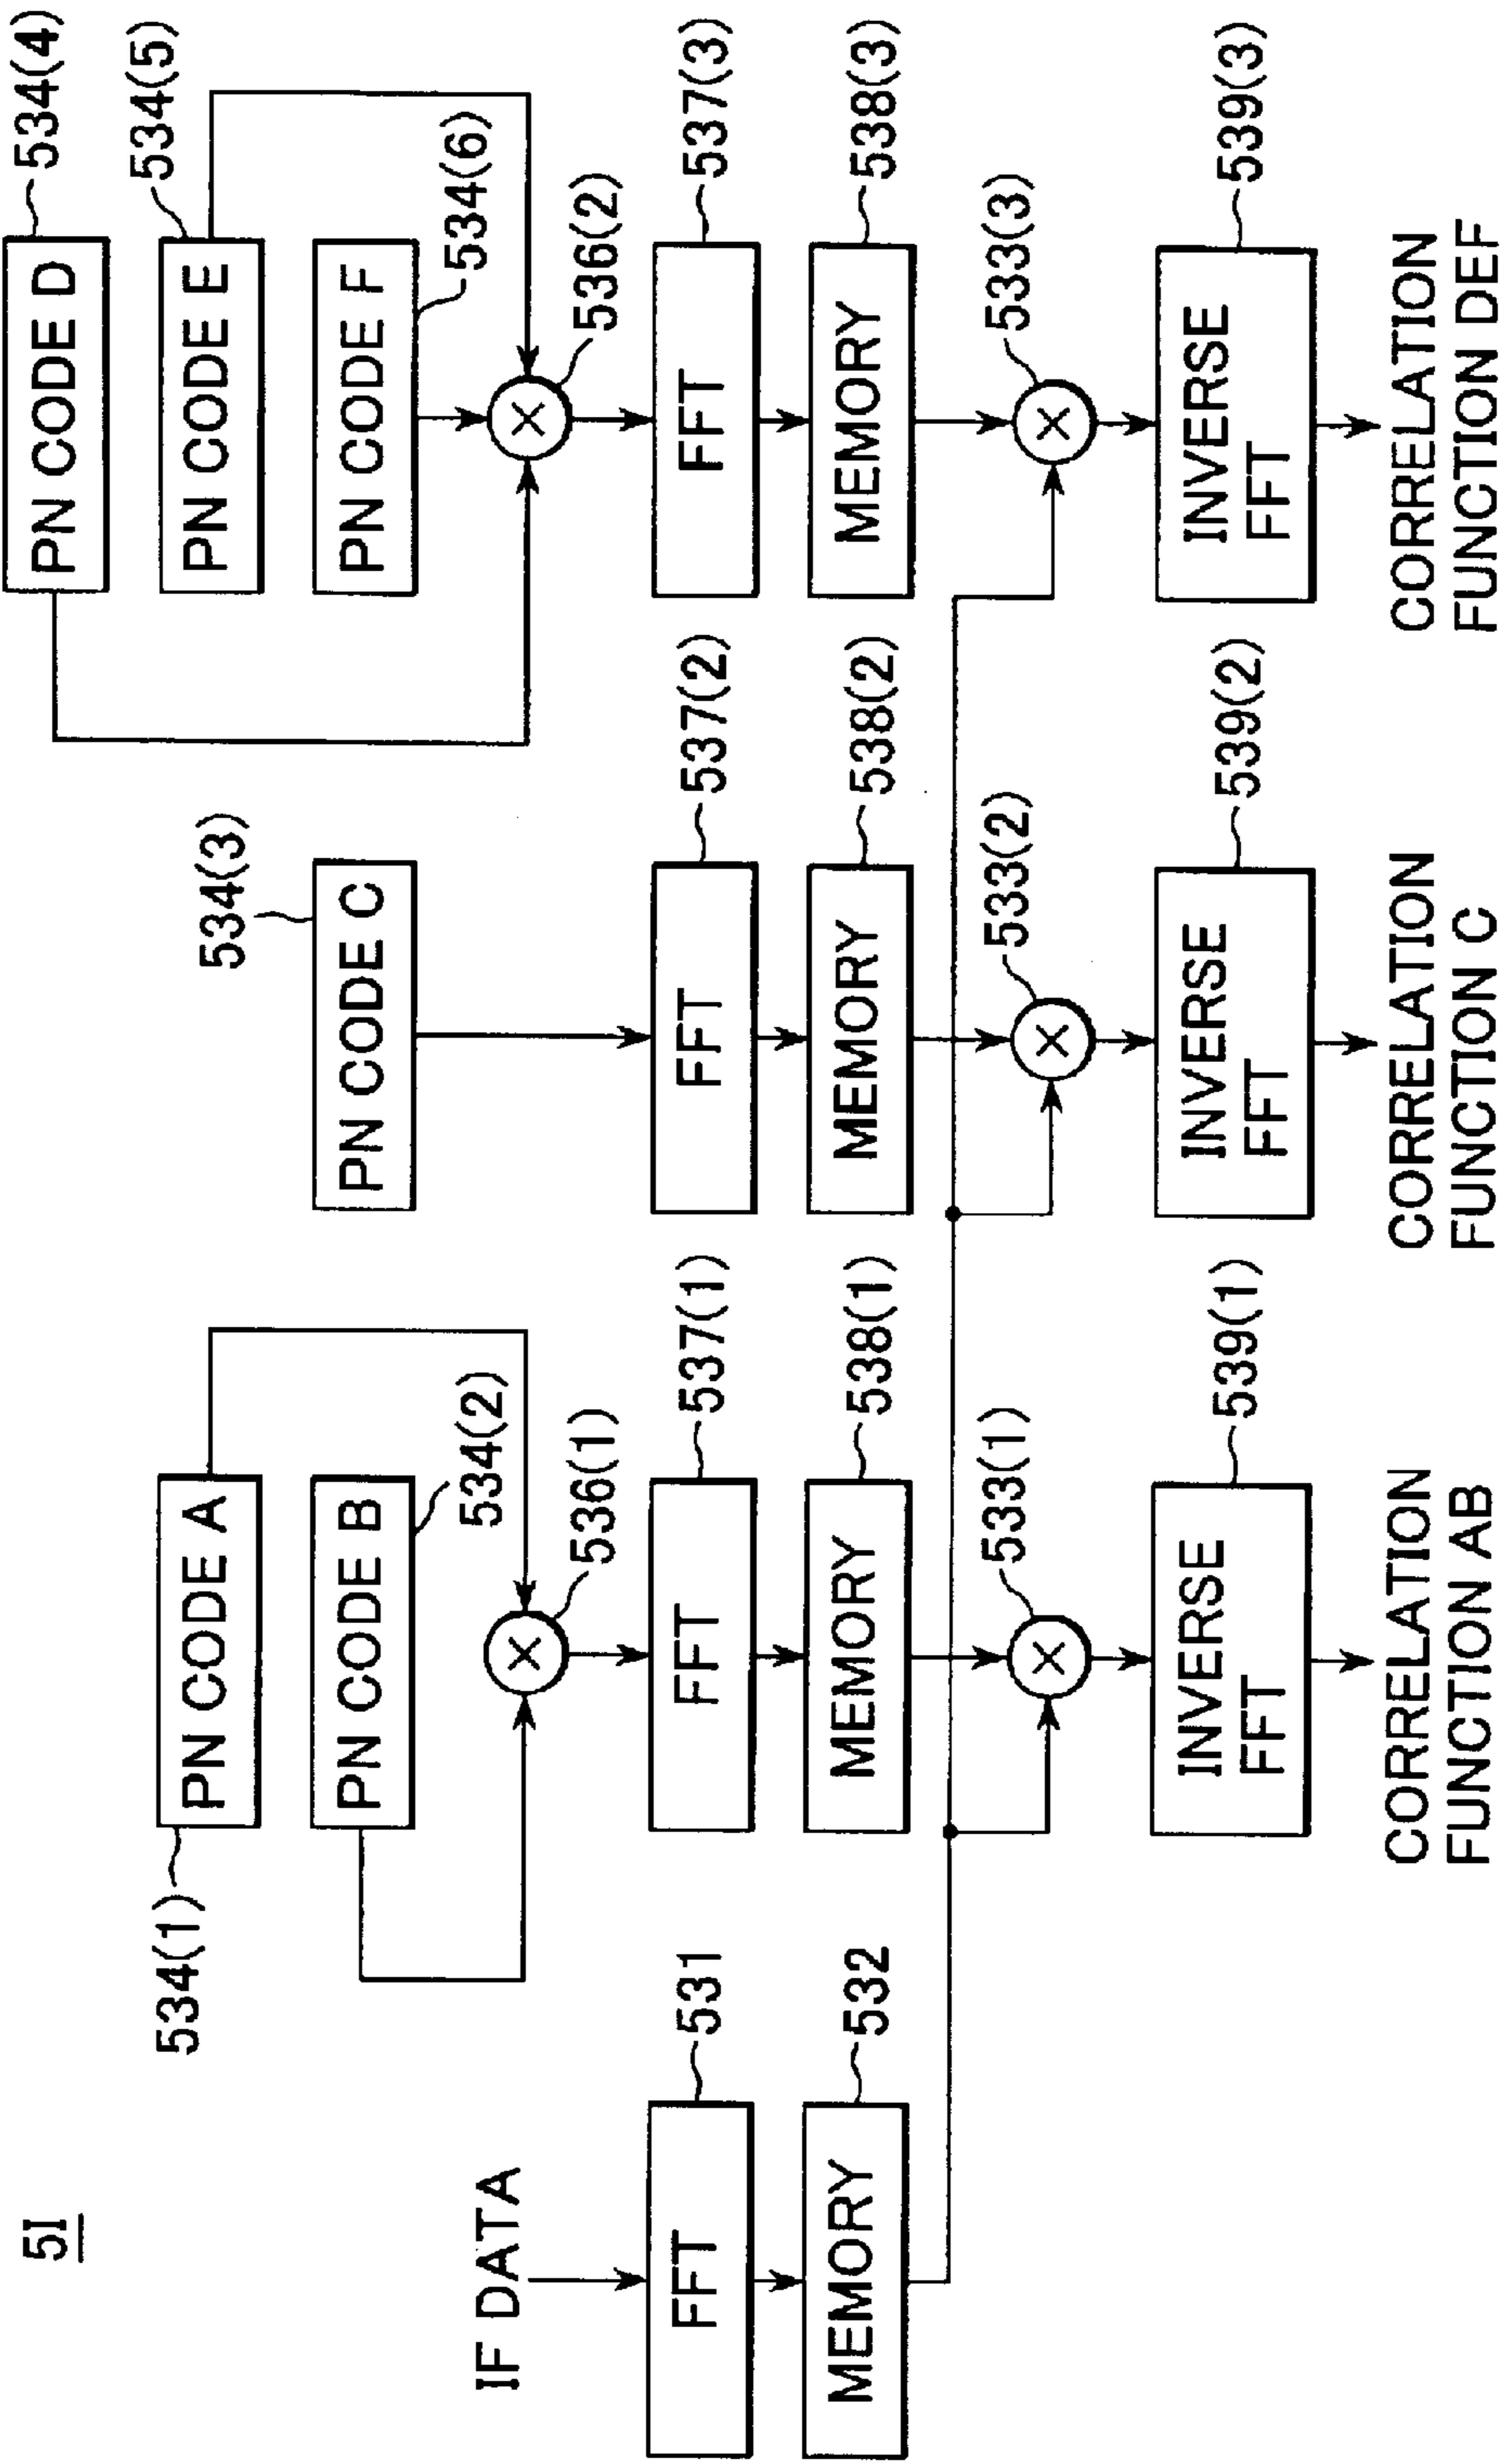 5I
534(4)
PN CODE D
534(5)
534(1)
PN CODE A
PN CODE E
534(3)
PN CODE B
534(2)
PN CODE C
PN CODE F
534(6)
IF DATA
×
536(1)
×
536(2)
FFT
531
FFT
537(1)
FFT
537(2)
FFT
537(3)
MEMORY
532
MEMORY
538(1)
MEMORY
538(2)
MEMORY
538(3)
×
533(1)
×
533(2)
×
533(3)
INVERSE
FFT
539(1)
INVERSE
FFT
539(2)
INVERSE
FFT
539(3)
CORRELATION
FUNCTION AB
CORRELATION
FUNCTION C
CORRELATION
FUNCTION DEF